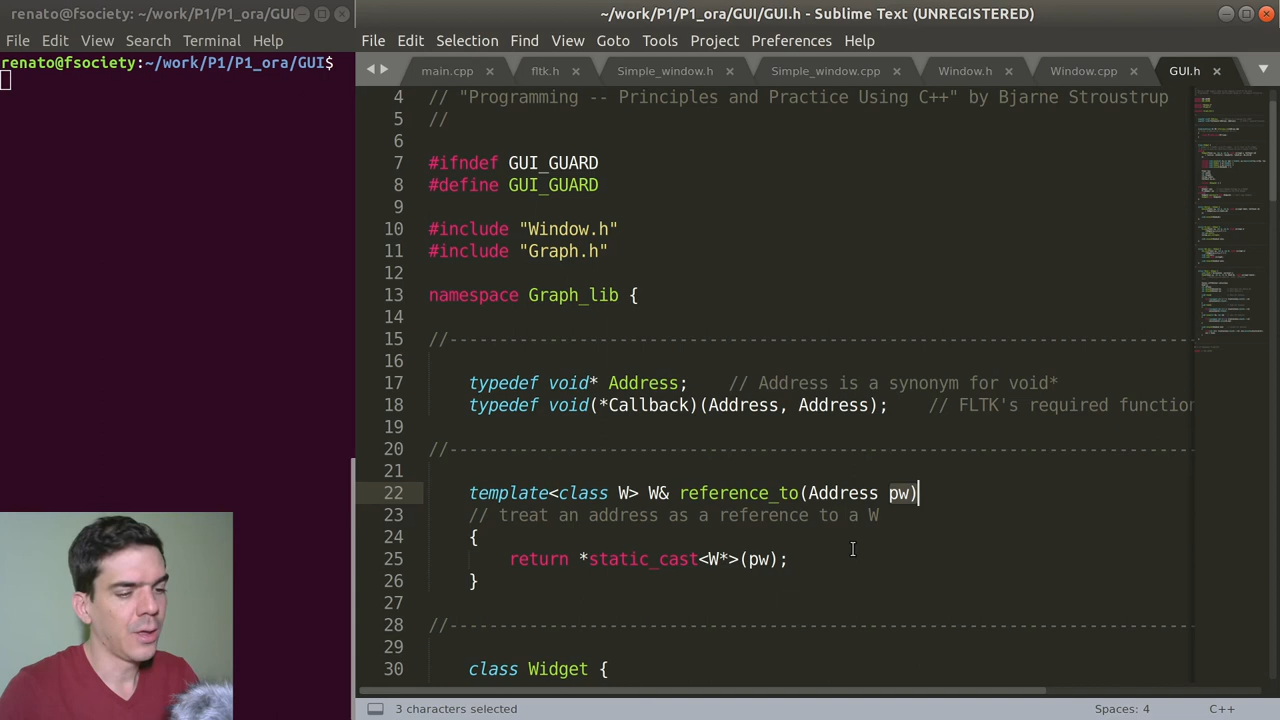 renato@fsociety: ~/work/P1/P1_ora/GUI
File Edit View Search Terminal Help
renato@fsociety:~/work/P1/P1_ora/GUI$
~/work/P1/P1_ora/GUI/GUI.h - Sublime Text (UNREGISTERED)
File Edit Selection Find View Goto Tools Project Preferences Help
main.cpp × fltk.h × Simple_window.h × Simple_window.cpp × Window.h × Window.cpp × GUI.h ×
4 // "Programming -- Principles and Practice Using C++" by Bjarne Stroustrup
5 //
6
7 #ifndef GUI_GUARD
8 #define GUI_GUARD
9
10 #include "Window.h"
11 #include "Graph.h"
12
13 namespace Graph_lib {
14
15 //------------------------------------------------------------------------------
16
17 typedef void* Address; // Address is a synonym for void*
18 typedef void(*Callback)(Address, Address); // FLTK's required function
19
20 //------------------------------------------------------------------------------
21
22 template<class W> W& reference_to(Address pw)
23 // treat an address as a reference to a W
24 {
25 return *static_cast<W*>(pw);
26 }
27
28 //------------------------------------------------------------------------------
29
30 class Widget {
3 characters selected
Spaces: 4 C++